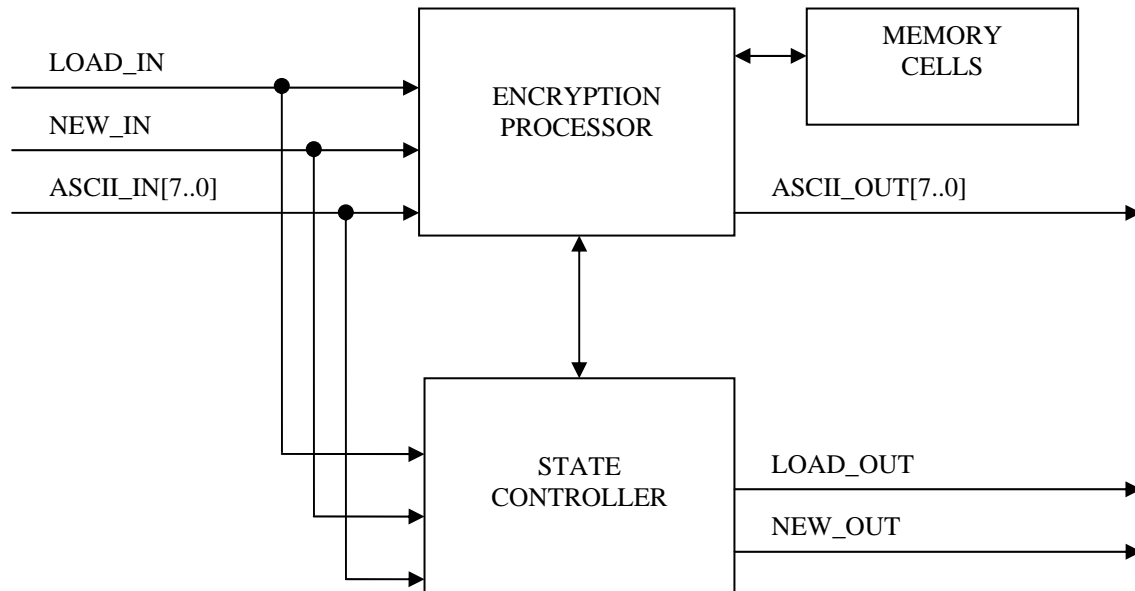 LOAD_IN
NEW_IN
ASCII_IN[7..0]
ENCRYPTION
PROCESSOR
MEMORY
CELLS
ASCII_OUT[7..0]
STATE
CONTROLLER
LOAD_OUT
NEW_OUT